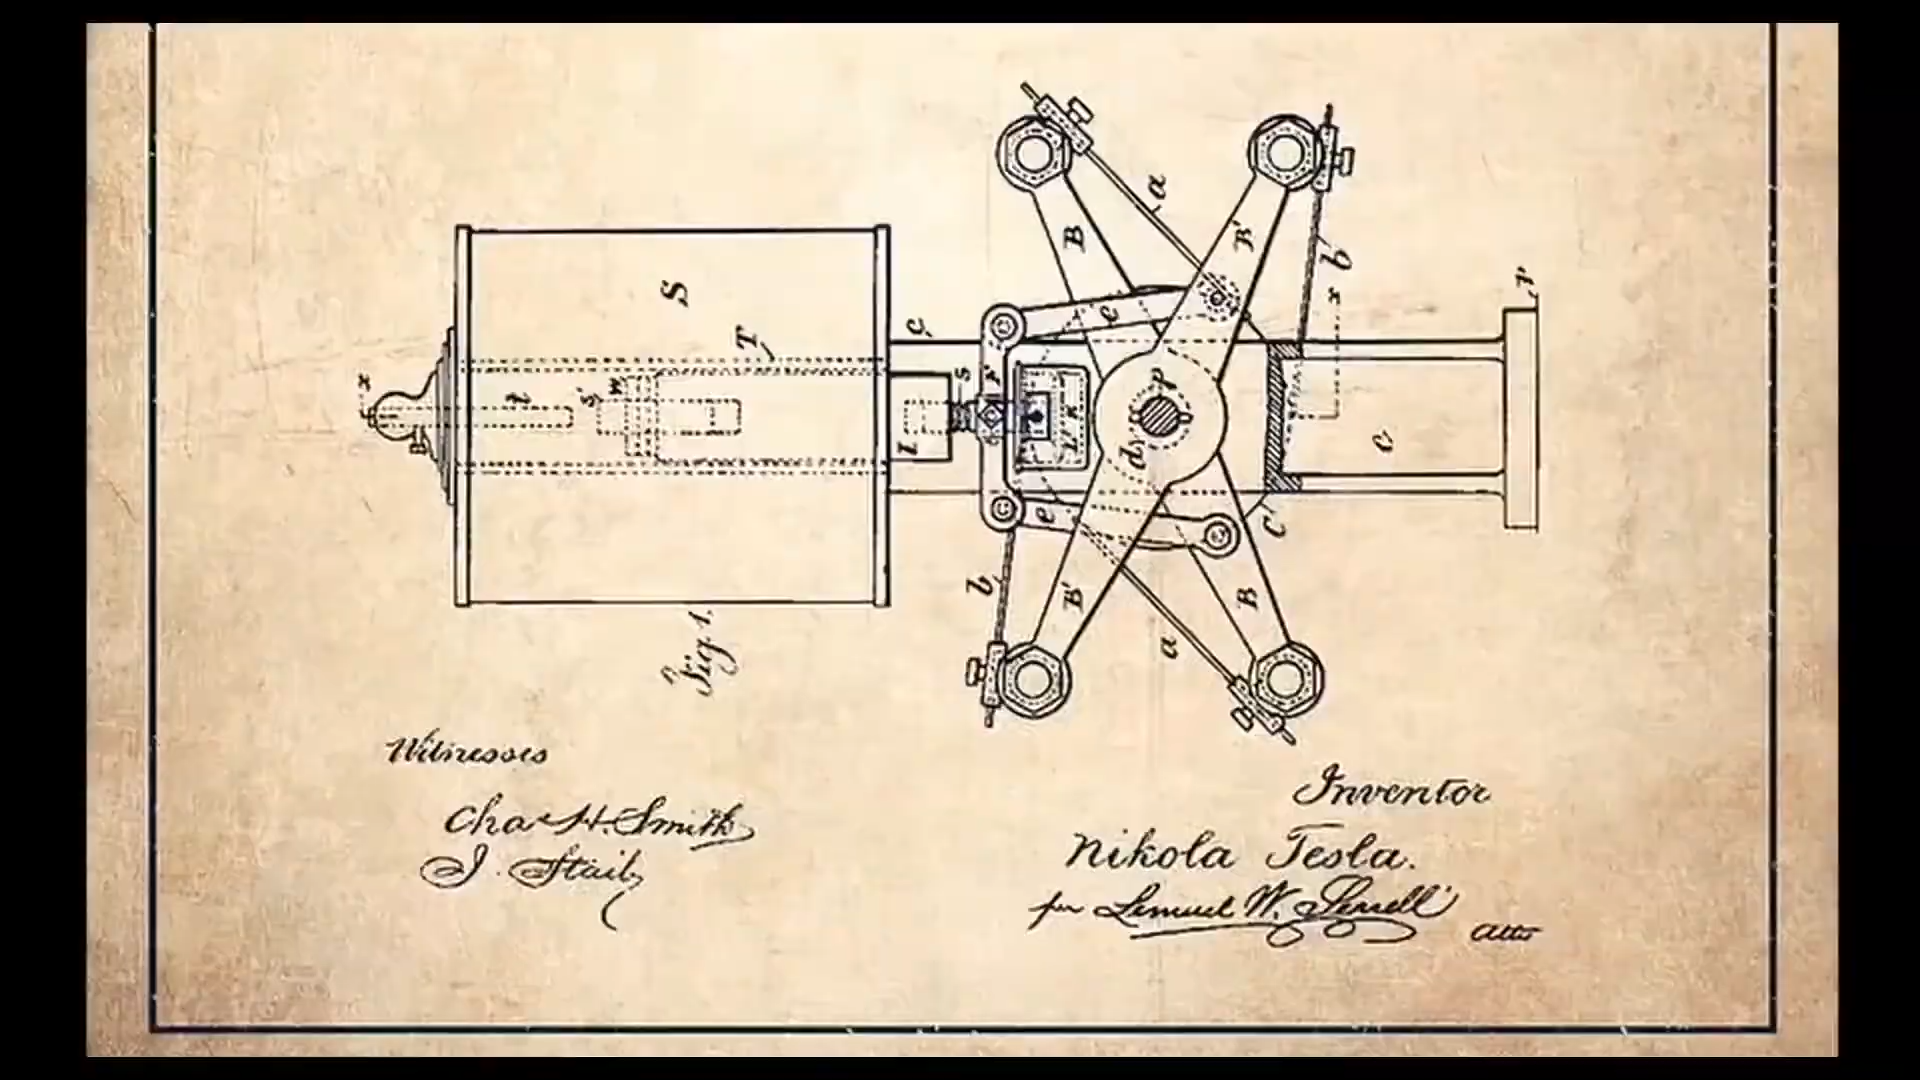 a
B
B'
b
S
c
e
r
T
x
x
t
s'
m
s
F
p
L
d
c
e
C
b
B'
B
a
Fig. 1.
Witnesses
Chas. H. Smith
J. Stail
Inventor
Nikola Tesla.
per Lemuel W. Serrell
Atty